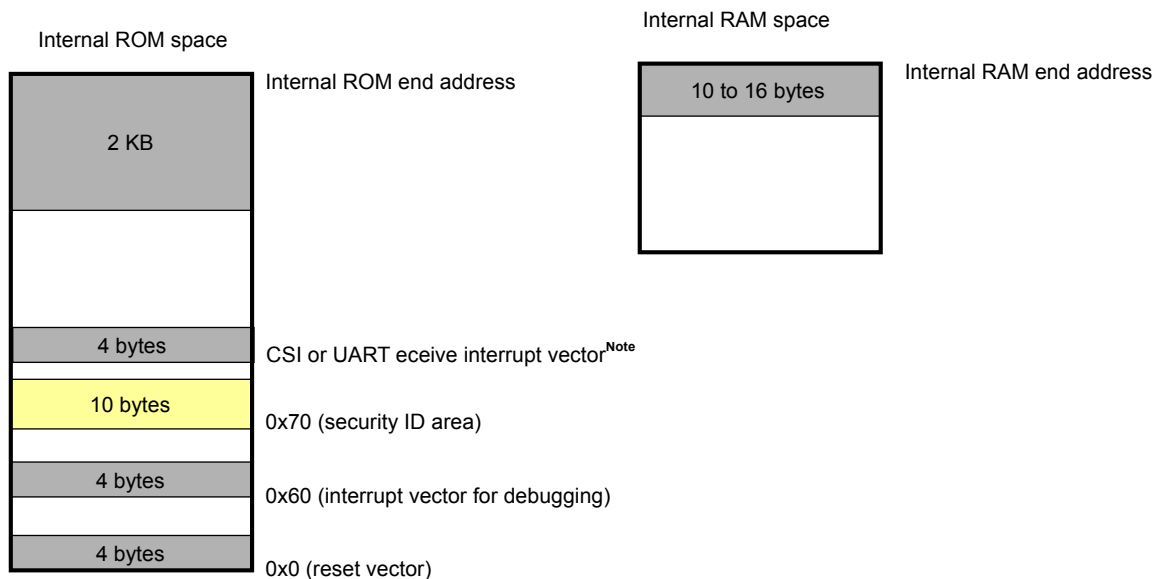 Internal ROM space
Internal ROM end address
2 KB
4 bytes
CSI or UART eceive interrupt vectorNote
10 bytes
0x70 (security ID area)
4 bytes
0x60 (interrupt vector for debugging)
4 bytes
0x0 (reset vector)
Internal RAM space
Internal RAM end address
10 to 16 bytes